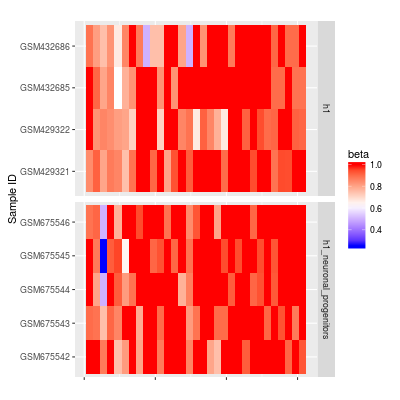 GSM432686
GSM432685
GSM429322
GSM429321
h1
GSM675546
GSM675545
GSM675544
GSM675543
GSM675542
h1_neuronal_progenitors
Sample ID
beta
1.0
0.8
0.6
0.4